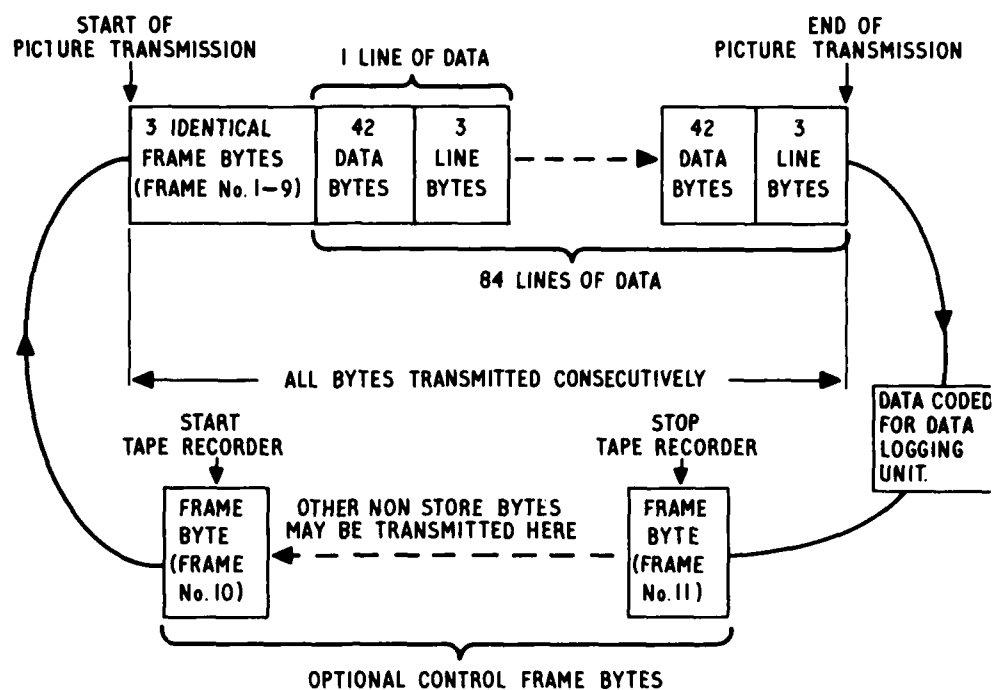 START OF
PICTURE TRANSMISSION
END OF
PICTURE TRANSMISSION
1 LINE OF DATA
3 IDENTICAL
FRAME BYTES
(FRAME No. 1–9)
42
DATA
BYTES
3
LINE
BYTES
42
DATA
BYTES
3
LINE
BYTES
84 LINES OF DATA
ALL BYTES TRANSMITTED CONSECUTIVELY
DATA CODED
FOR DATA
LOGGING
UNIT.
START
TAPE RECORDER
STOP
TAPE RECORDER
FRAME
BYTE
(FRAME
No. 10)
OTHER NON STORE BYTES
MAY BE TRANSMITTED HERE
FRAME
BYTE
(FRAME
No. 11)
OPTIONAL CONTROL FRAME BYTES